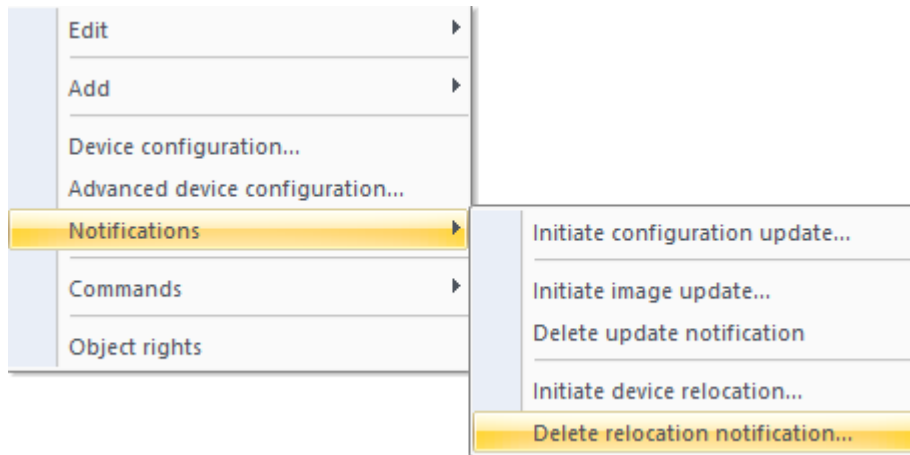 Edit
Add
Device configuration...
Advanced device configuration...
Notifications
Commands
Object rights
Initiate configuration update...
Initiate image update...
Delete update notification
Initiate device relocation...
Delete relocation notification...